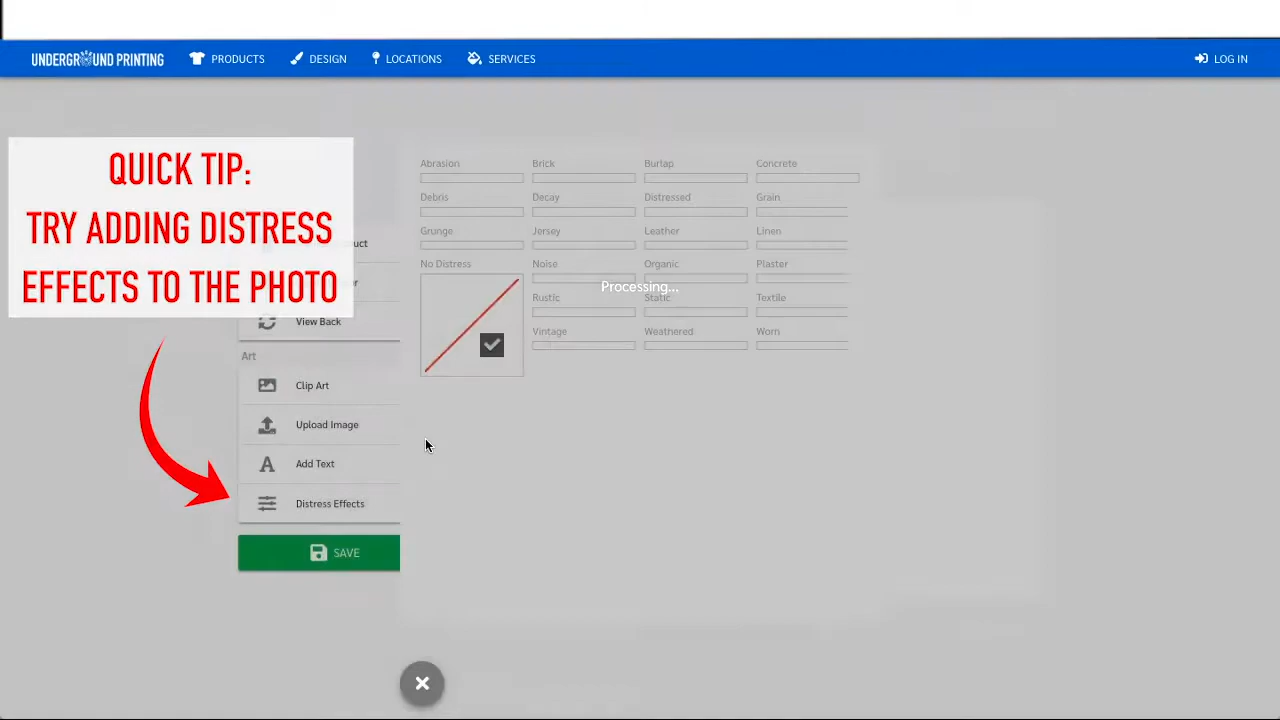 UNDERGROUND PRINTING
PRODUCTS
DESIGN
LOCATIONS
SERVICES
LOG IN
QUICK TIP:
TRY ADDING DISTRESS
EFFECTS TO THE PHOTO
View Back
Art
Clip Art
Upload Image
Add Text
Distress Effects
SAVE
Abrasion
Brick
Burlap
Concrete
Debris
Decay
Distressed
Grain
Grunge
Jersey
Leather
Linen
No Distress
Noise
Organic
Plaster
Processing...
Rustic
Static
Textile
Vintage
Weathered
Worn